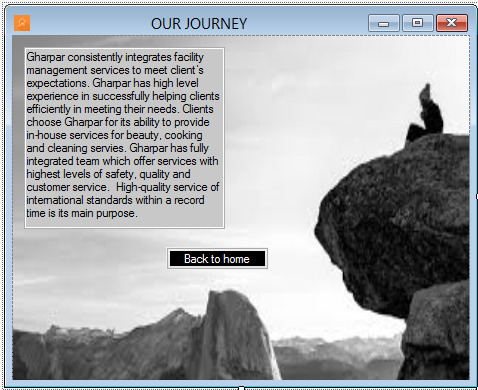 OUR JOURNEY
Gharpar consistently integrates facility
management services to meet client's
expectations. Gharpar has high level
experience in successfully helping clients
efficiently in meeting their needs. Clients
choose Gharpar for its ability to provide
in-house services for beauty, cooking
and cleaning servies. Gharpar has fully
integrated team which offer services with
highest levels of safety, quality and
customer service.  High-quality service of
international standards within a record
time is its main purpose.
Back to home